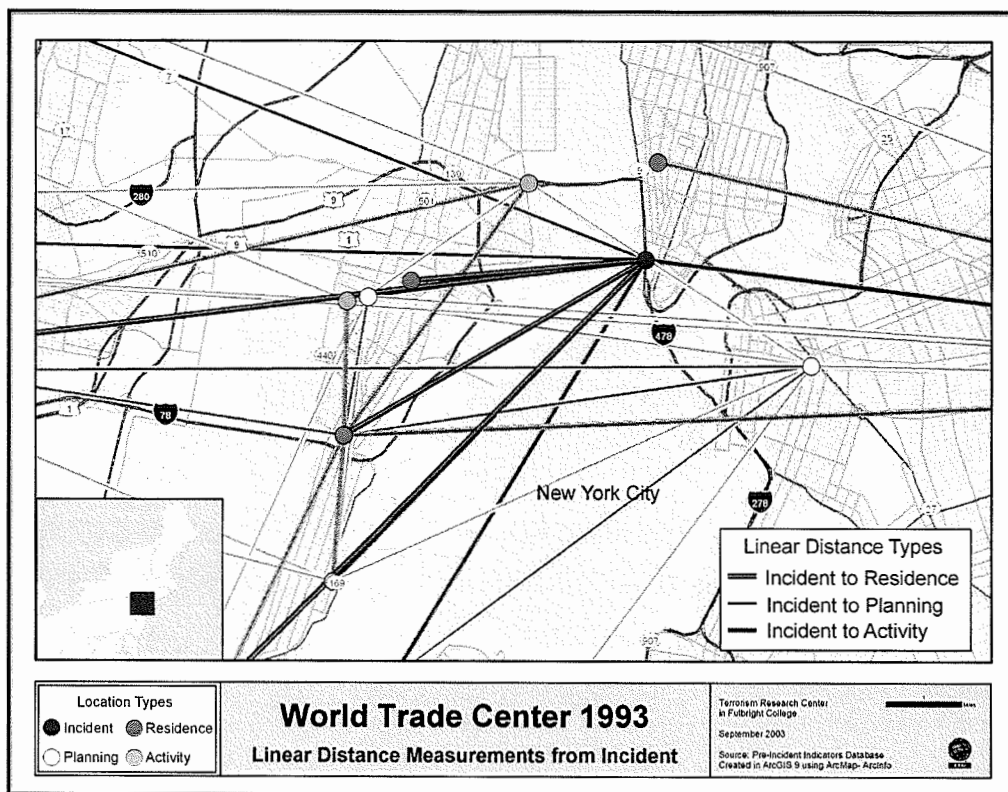 7
17
907
25
139
9
501
280
9
1
510
440
478
78
1
New York City
278
27
169
907
Linear Distance Types
Incident to Residence
Incident to Planning
Incident to Activity
Location Types
Incident
Residence
Planning
Activity
World Trade Center 1993
Linear Distance Measurements from Incident
Terrorism Research Center
in Fulbright College
September 2003
Source: Pre-Incident Indicators Database
Created in ArcGIS 9 using ArcMap- ArcInfo